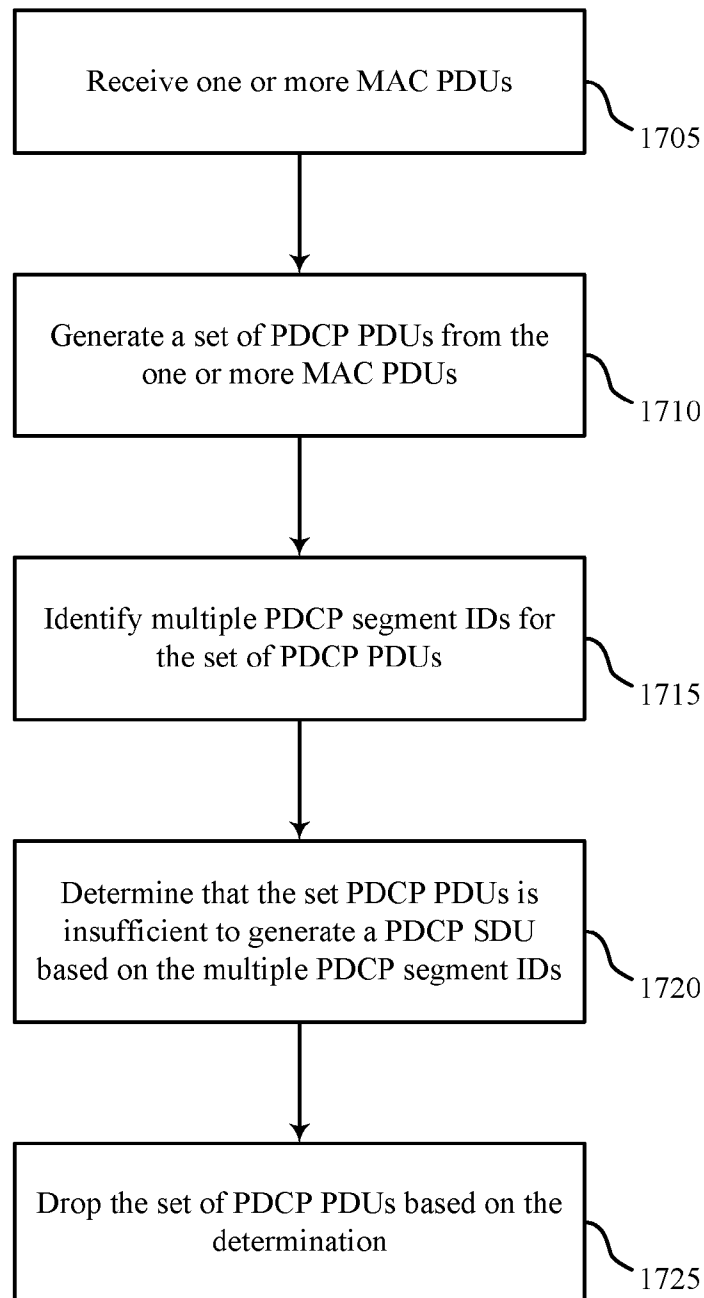 Receive one or more MAC PDUs
1705
Generate a set of PDCP PDUs from the
one or more MAC PDUs
1710
Identify multiple PDCP segment IDs for
the set of PDCP PDUs
1715
Determine that the set PDCP PDUs is
insufficient to generate a PDCP SDU
based on the multiple PDCP segment IDs
1720
Drop the set of PDCP PDUs based on the
determination
1725